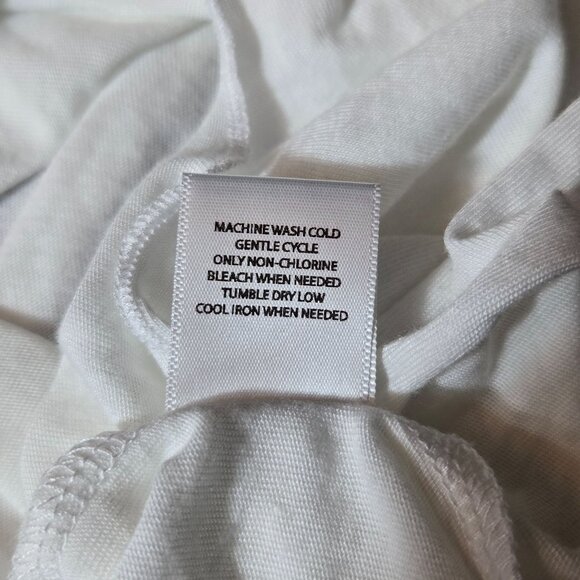 MACHINE WASH COLD
GENTLE CYCLE
ONLY NON-CHLORINE
BLEACH WHEN NEEDED
TUMBLE DRY LOW
COOL IRON WHEN NEEDED